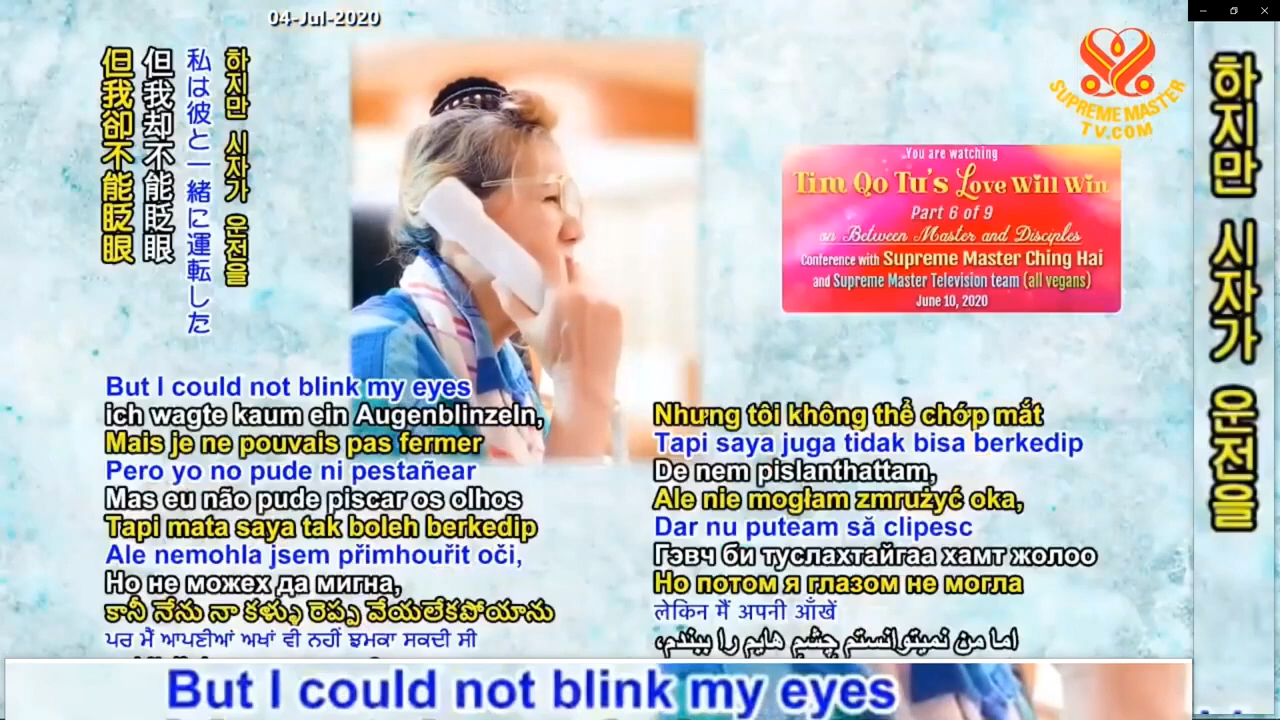 04-Jul-2020
하지만 시자가 운전을
私は彼と一緒に運転した
但我却不能眨眼
但我卻不能眨眼
SUPREME MASTER
TV.COM
You are watching
Tim Qo Tu's Love Will Win
Part 6 of 9
on Between Master and Disciples
Conference with Supreme Master Ching Hai
and Supreme Master Television team (all vegans)
June 10, 2020
But I could not blink my eyes
ich wagte kaum ein Augenblinzeln,
Mais je ne pouvais pas fermer
Pero yo no pude ni pestañear
Mas eu não pude piscar os olhos
Tapi mata saya tak boleh berkedip
Ale nemohla jsem přimhouřit oči,
Но не можех да мигна,
కానీ నేను నా కళ్ళు రెప్ప వేయలేకపోయాను
ਪਰ ਮੈਂ ਆਪਣੀਆਂ ਅਖਾਂ ਵੀ ਨਹੀਂ ਝਮਕਾ ਸਕਦੀ ਸੀ
Nhưng tôi không thể chớp mắt
Tapi saya juga tidak bisa berkedip
De nem pislanthattam,
Ale nie mogłam zmrużyć oka,
Dar nu puteam să clipesc
Гэвч би туслахтайгаа хамт жолоо
Но потом я глазом не могла
लेकिन मैं अपनी आँखें
اما من نمیتوانستم چشم هایم را ببندم،
하지만 시자가 운전을
But I could not blink my eyes